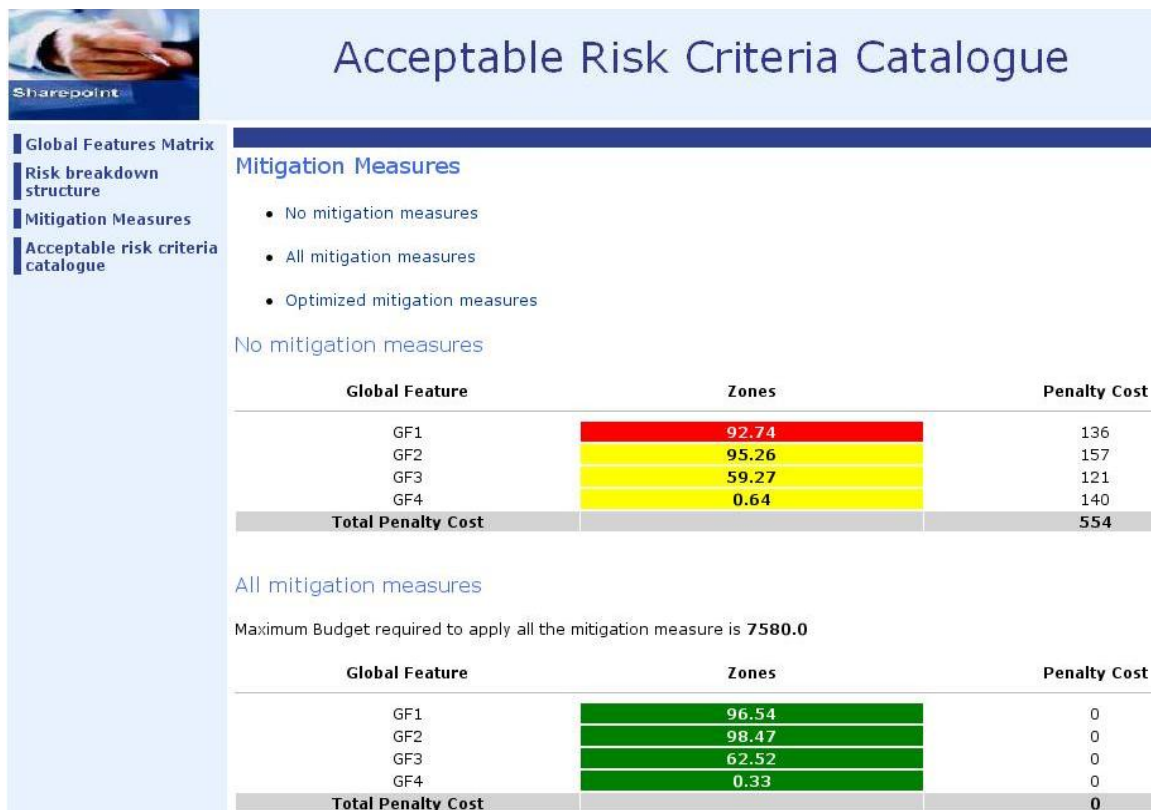 Sharepoint
Acceptable Risk Criteria Catalogue
Global Features Matrix
Risk breakdown
structure
Mitigation Measures
Acceptable risk criteria
catalogue
Mitigation Measures
No mitigation measures
All mitigation measures
Optimized mitigation measures
No mitigation measures
Global Feature Zones Penalty Cost
GF1 92.74 136
GF2 95.26 157
GF3 59.27 121
GF4 0.64 140
Total Penalty Cost 554
All mitigation measures
Maximum Budget required to apply all the mitigation measure is 7580.0
Global Feature Zones Penalty Cost
GF1 96.54 0
GF2 98.47 0
GF3 62.52 0
GF4 0.33 0
Total Penalty Cost 0